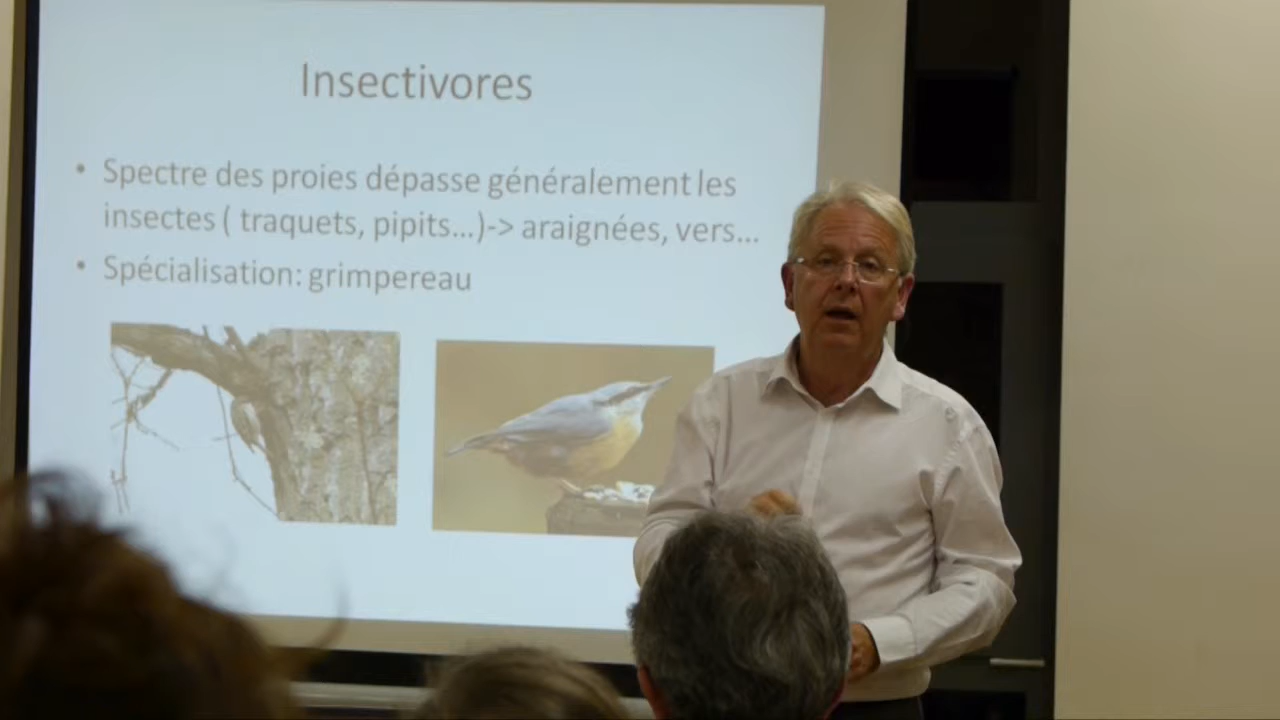 Insectivores
• Spectre des proies dépasse généralement les
insectes ( traquets, pipits...)-> araignées, vers...
• Spécialisation: grimpereau